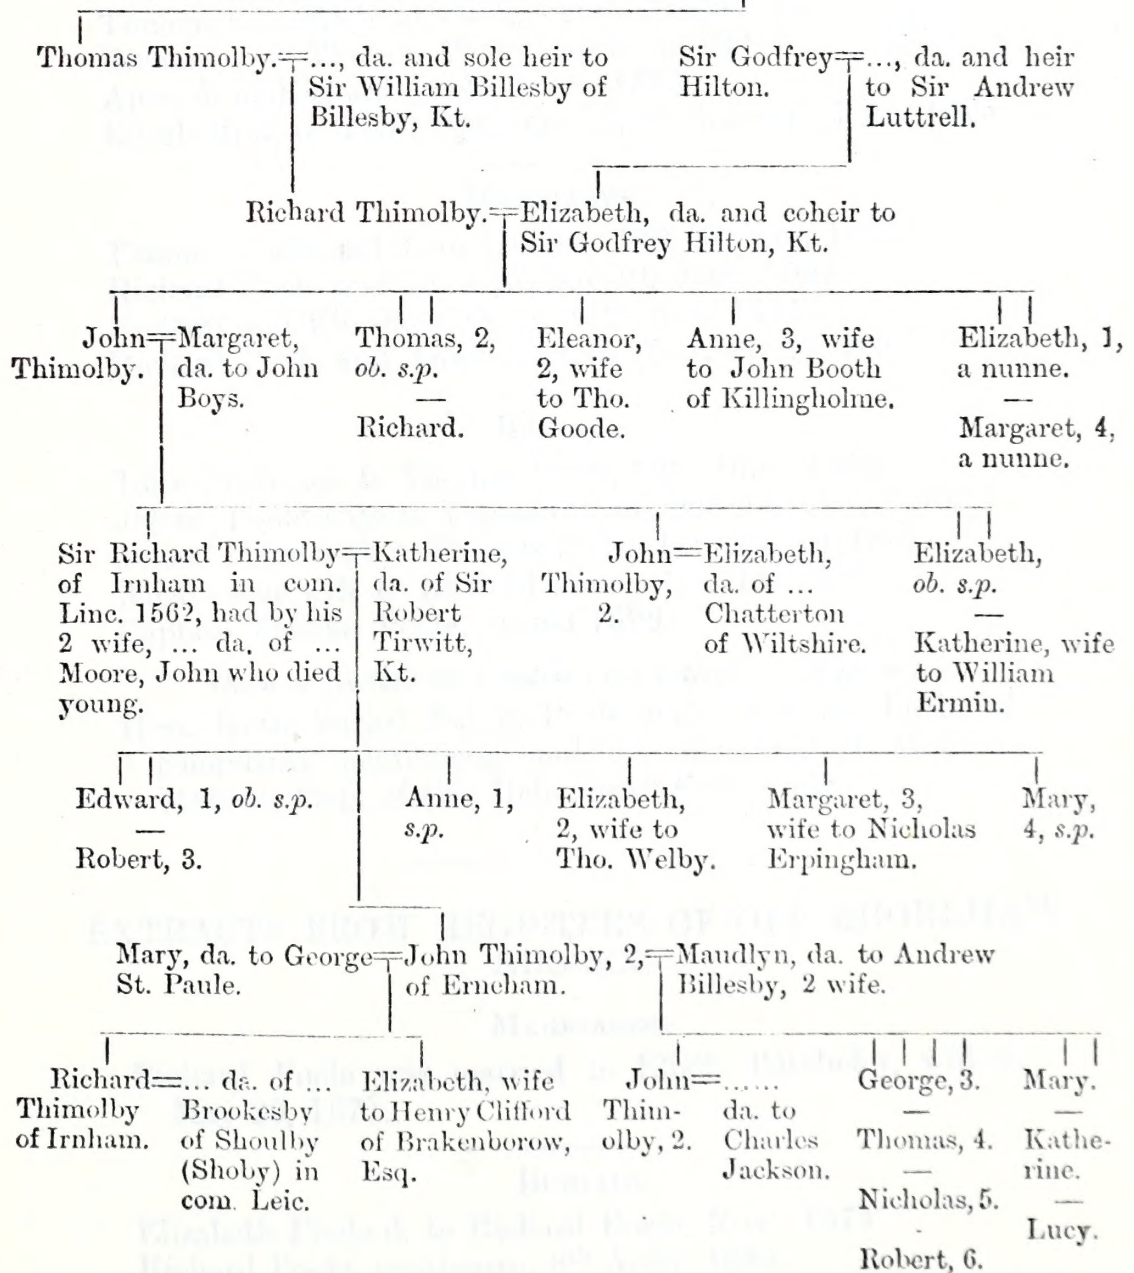 Thomas Thimolby.=..., da. and sole heir to
Sir William Billesby of
Billesby, Kt.
Sir Godfrey=..., da. and heir
Hilton. to Sir Andrew
Luttrell.
Richard Thimolby.=Elizabeth, da. and coheir to
Sir Godfrey Hilton, Kt.
John=Margaret,
Thimolby. da. to John
Boys.
Thomas, 2,
ob. s.p.
—
Richard.
Eleanor,
2, wife
to Tho.
Goode.
Anne, 3, wife
to John Booth
of Killingholme.
Elizabeth, 1,
a nunne.
—
Margaret, 4,
a nunne.
Sir Richard Thimolby=Katherine,
of Irnham in com. da. of Sir
Linc. 1562, had by his Robert
2 wife, ... da. of ... Tirwitt,
Moore, John who died Kt.
young.
John=Elizabeth,
Thimolby, da. of ...
2. Chatterton
of Wiltshire.
Elizabeth,
ob. s.p.
—
Katherine, wife
to William
Ermin.
Edward, 1, ob. s.p.
—
Robert, 3.
Anne, 1,
s.p.
Elizabeth,
2, wife to
Tho. Welby.
Margaret, 3,
wife to Nicholas
Erpingham.
Mary,
4, s.p.
Mary, da. to George=John Thimolby, 2,=Maudlyn, da. to Andrew
St. Paule. of Erneham. Billesby, 2 wife.
Richard=... da. of ...
Thimolby Brookesby
of Irnham. of Shoulby
(Shoby) in
com. Leic.
Elizabeth, wife
to Henry Clifford
of Brakenborow,
Esq.
John=......
Thim- da. to
olby, 2. Charles
Jackson.
George, 3.
—
Thomas, 4.
—
Nicholas, 5.
-
Robert, 6.
Mary.
—
Kathe-
rine.
—
Lucy.